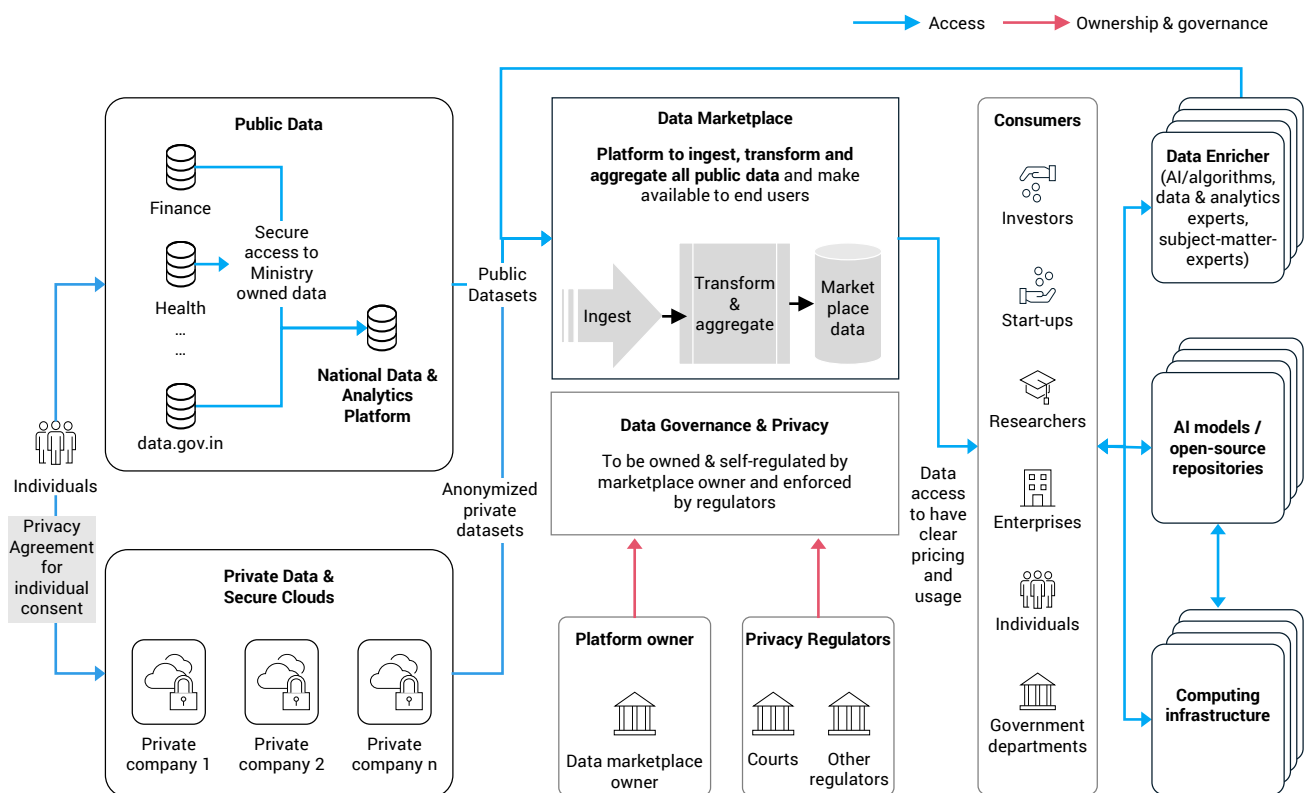 Access
Ownership & governance
Public Data
Finance
Health
...
...
data.gov.in
Secure
access to
Ministry
owned data
National Data &
Analytics
Platform
Individuals
Privacy
Agreement
for
individual
consent
Private Data &
Secure Clouds
Private
company 1
Private
company 2
Private
company n
Public
Datasets
Anonymized
private
datasets
Data Marketplace
Platform to ingest, transform and
aggregate all public data and make
available to end users
Ingest
Transform
&
aggregate
Market
place
data
Data Governance & Privacy
To be owned & self-regulated by
marketplace owner and enforced
by regulators
Platform owner
Data marketplace
owner
Privacy Regulators
Courts
Other
regulators
Data
access
to have
clear
pricing
and
usage
Consumers
Investors
Start-ups
Researchers
Enterprises
Individuals
Government
departments
Data Enricher
(AI/algorithms,
data & analytics
experts,
subject-matter-
experts)
AI models /
open-source
repositories
Computing
infrastructure